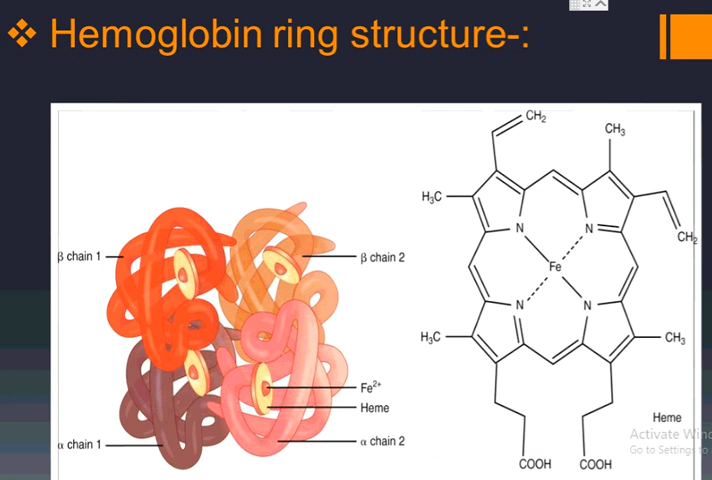 ❖ Hemoglobin ring structure-:
β chain 1
β chain 2
Fe²⁺
Heme
α chain 1
α chain 2
CH₂
CH₃
H₃C
CH₂
N
N
Fe
N
N
H₃C
CH₃
COOH
COOH
Heme
Activate Win
Go to Settings to